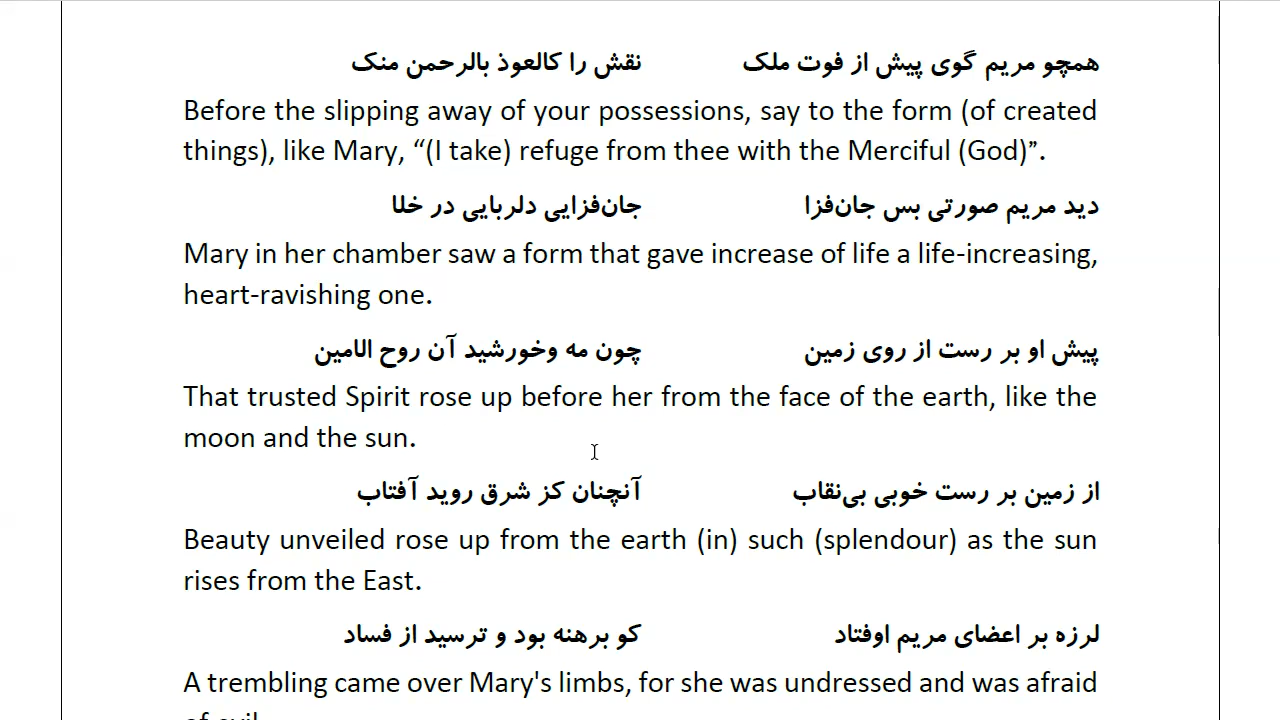 همچو مریم گوی پیش از فوت ملک نقش را کالعوذ بالرحمن منک
Before the slipping away of your possessions, say to the form (of created
things), like Mary, “(I take) refuge from thee with the Merciful (God)”.
دید مریم صورتی بس جان‌فزا جان‌فزایی دلربایی در خلا
Mary in her chamber saw a form that gave increase of life a life-increasing,
heart-ravishing one.
پیش او بر رست از روی زمین چون مه وخورشید آن روح الامین
That trusted Spirit rose up before her from the face of the earth, like the
moon and the sun.
از زمین بر رست خوبی بی‌نقاب آنچنان کز شرق روید آفتاب
Beauty unveiled rose up from the earth (in) such (splendour) as the sun
rises from the East.
لرزه بر اعضای مریم اوفتاد کو برهنه بود و ترسید از فساد
A trembling came over Mary's limbs, for she was undressed and was afraid
of evil